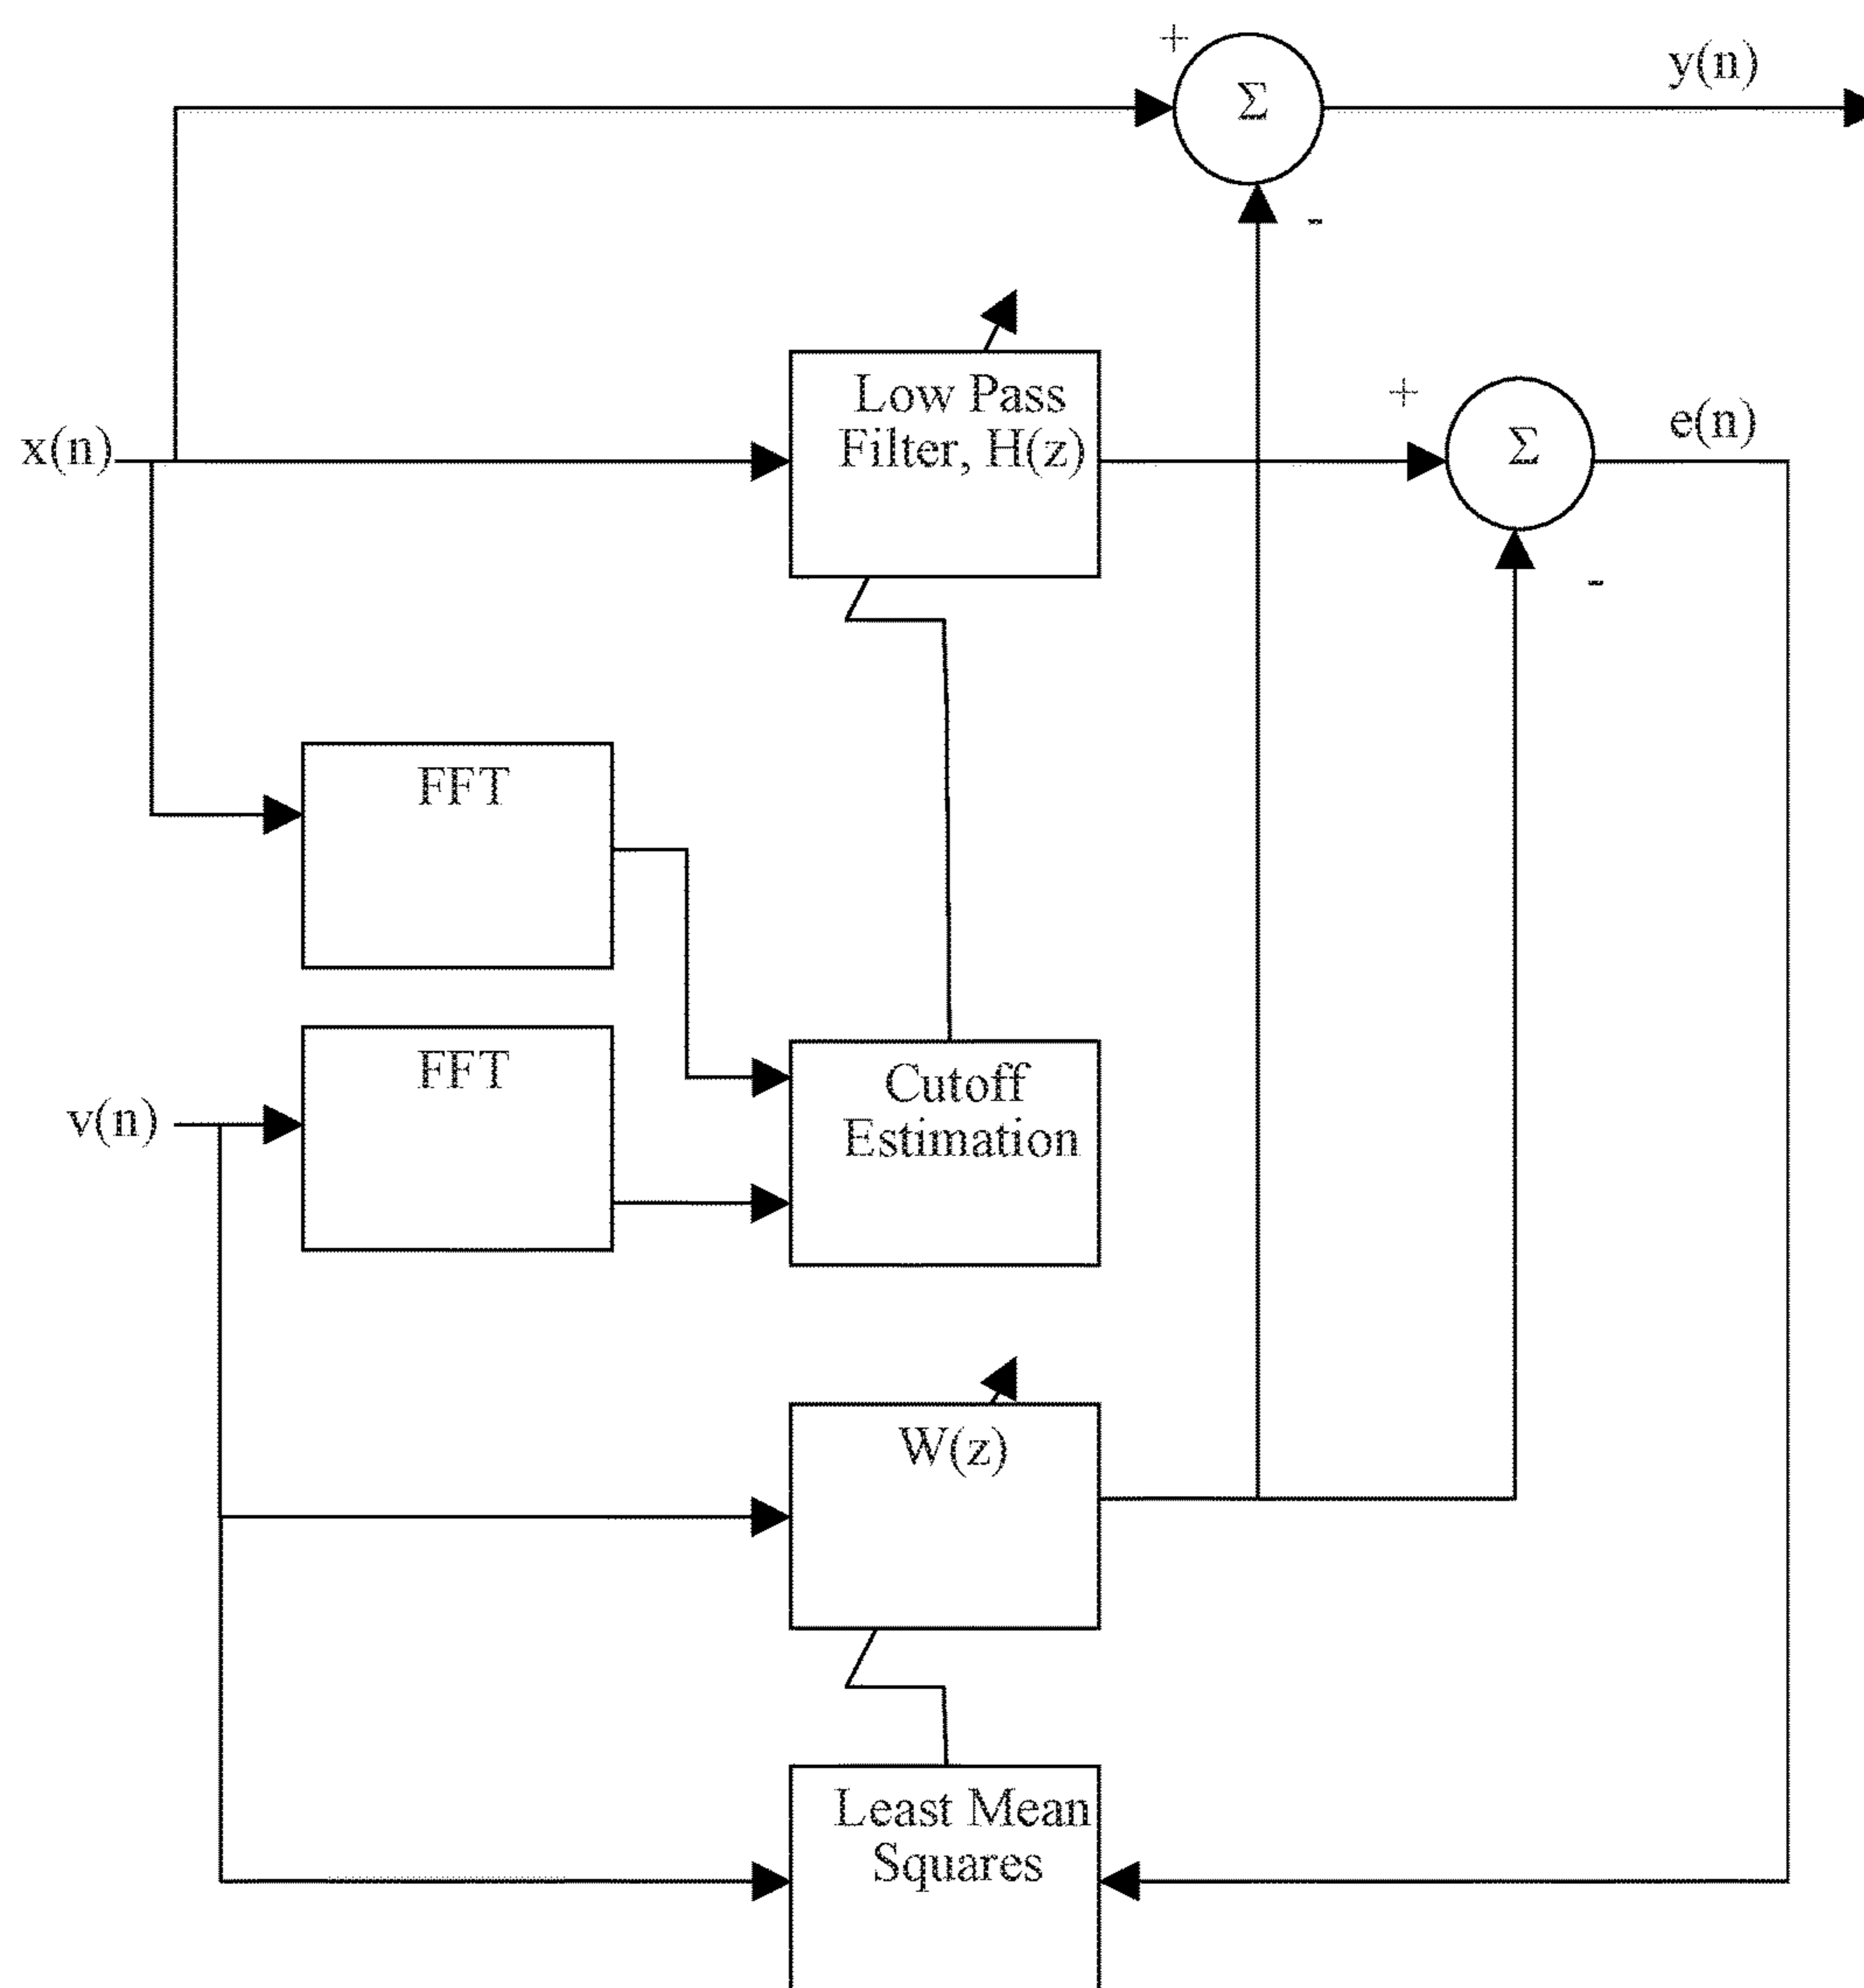 +
Σ
y(n)
Low Pass
Filter, H(z)
x(n)
+
Σ
e(n)
-
-
FFT
FFT
v(n)
Cutoff
Estimation
W(z)
Least Mean
Squares